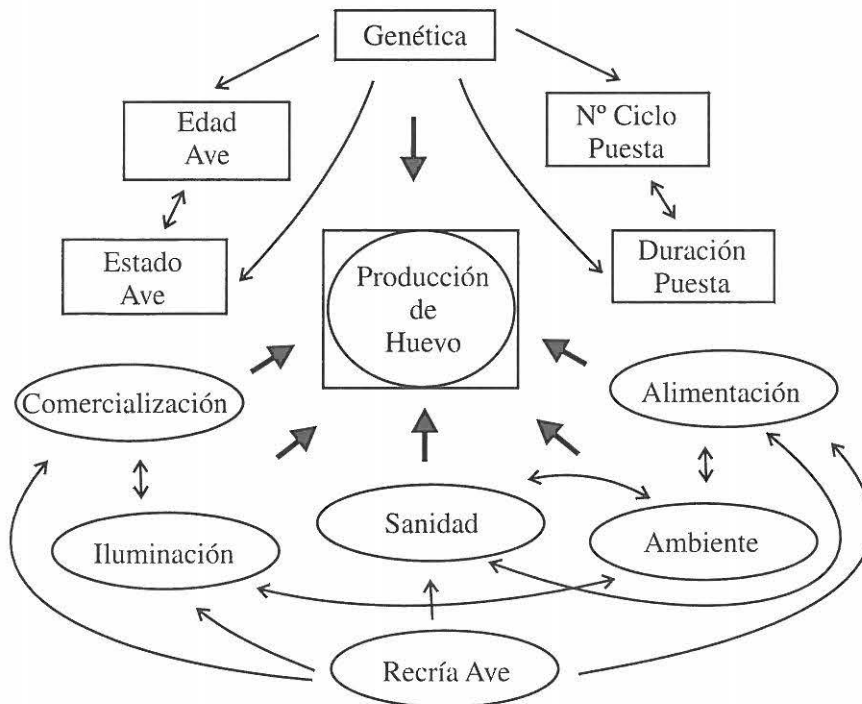 Genética
Edad
Ave
Nº Ciclo
Puesta
Estado
Ave
Producción
de
Huevo
Duración
Puesta
Comercialización
Alimentación
Iluminación
Sanidad
Ambiente
Recría Ave